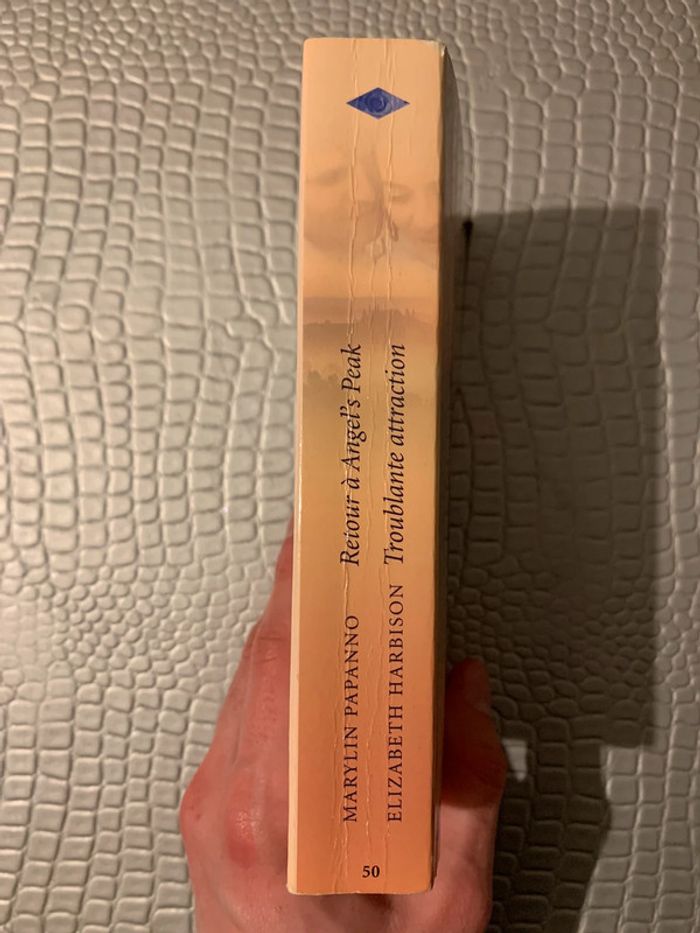 MARYLIN PAPANNO Retour à Angel's Peak
ELIZABETH HARBISON Troublante attraction
50